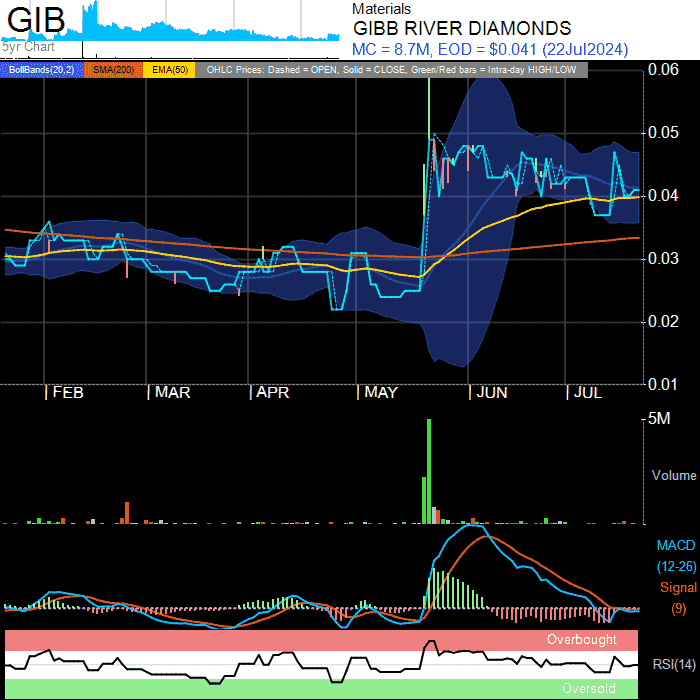 GIB
5yr Chart
Materials
GIBB RIVER DIAMONDS
MC = 8.7M, EOD = $0.041 (22Jul2024)
BollBands(20,2) SMA(200) EMA(50) OHLC Prices: Dashed = OPEN, Solid = CLOSE, Green/Red bars = Intra-day HIGH/LOW
0.06
0.05
0.04
0.03
0.02
0.01
FEB MAR APR MAY JUN JUL
5M
Volume
MACD
(12-26)
Signal
(9)
Overbought
RSI(14)
Oversold